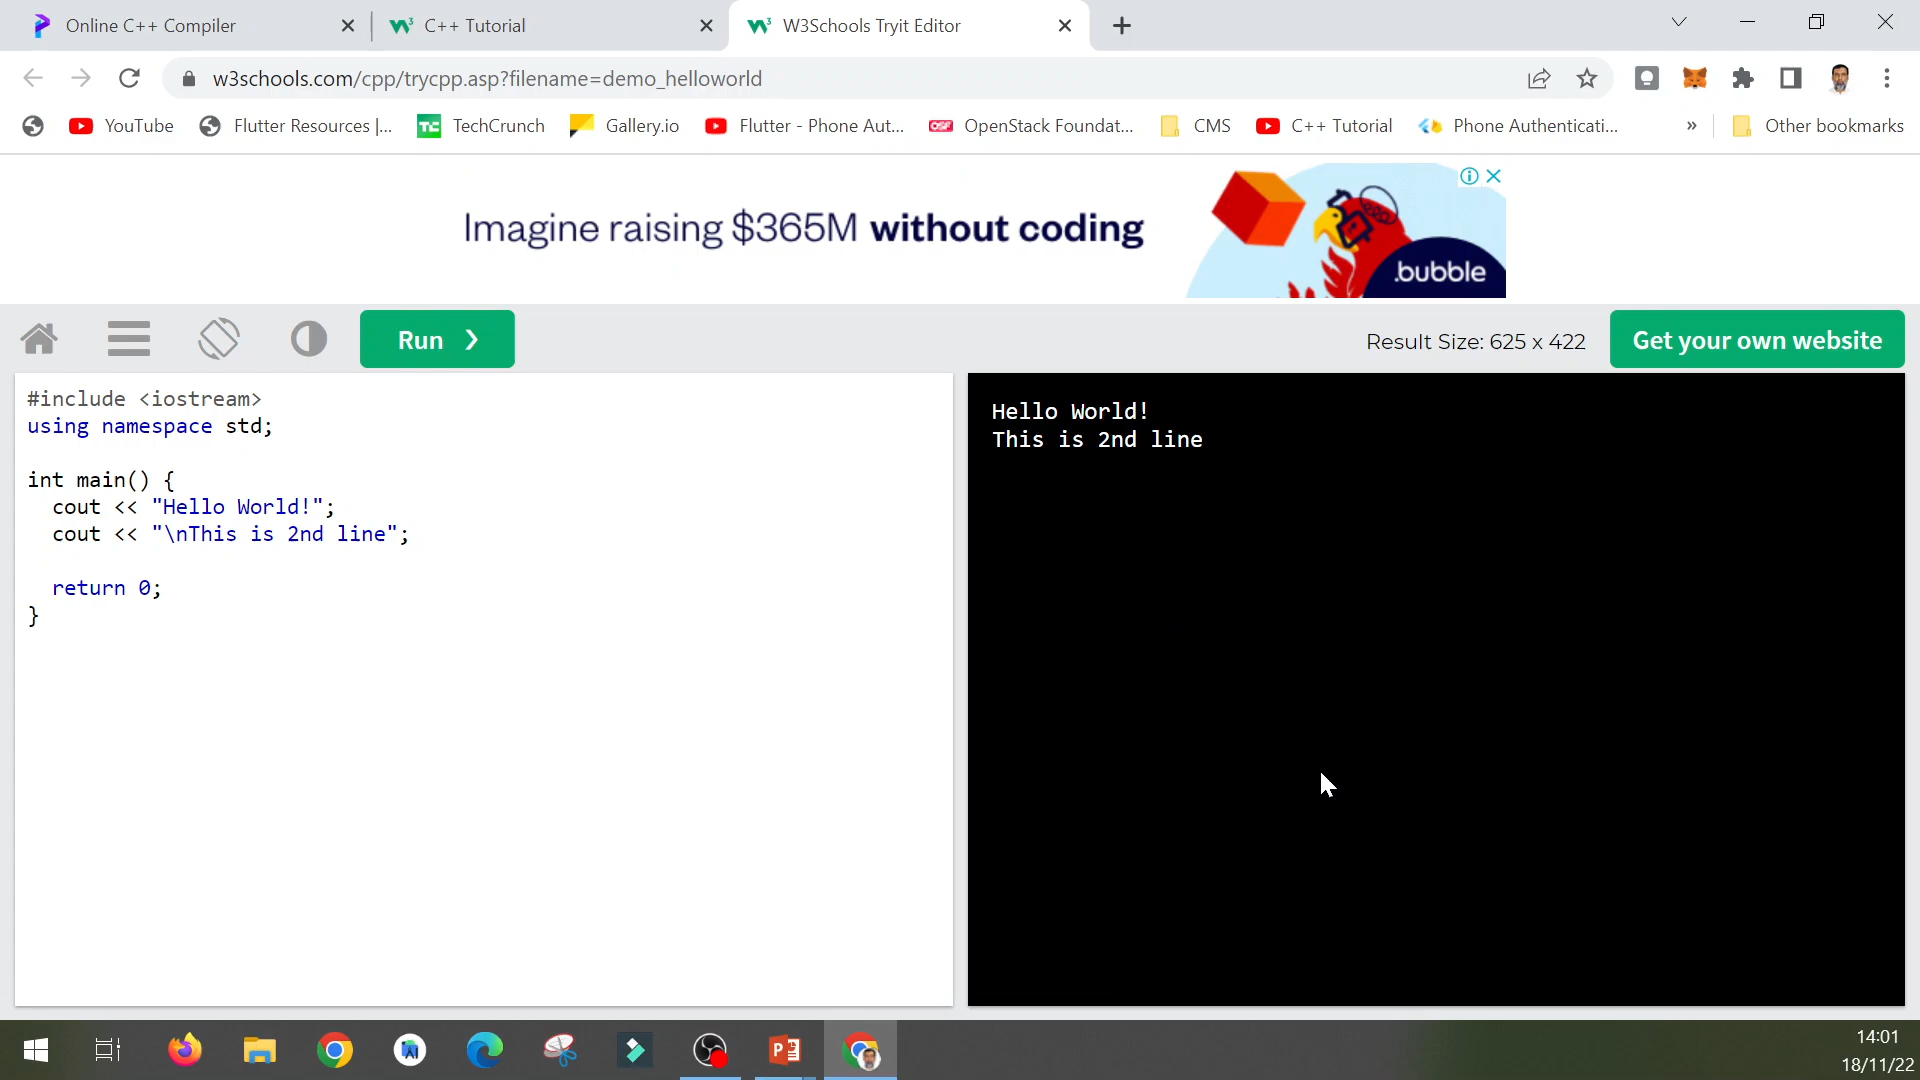 Online C++ Compiler
C++ Tutorial
W3Schools Tryit Editor
w3schools.com/cpp/trycpp.asp?filename=demo_helloworld
YouTube
Flutter Resources |...
TechCrunch
Gallery.io
Flutter - Phone Aut...
OpenStack Foundat...
CMS
C++ Tutorial
Phone Authenticati...
»
Other bookmarks
Imagine raising $365M without coding
.bubble
Run ❯
Result Size: 625 x 422
Get your own website
#include <iostream>
using namespace std;
int main() {
cout << "Hello World!";
cout << "\nThis is 2nd line";
return 0;
}
Hello World!
This is 2nd line
14:01
18/11/22